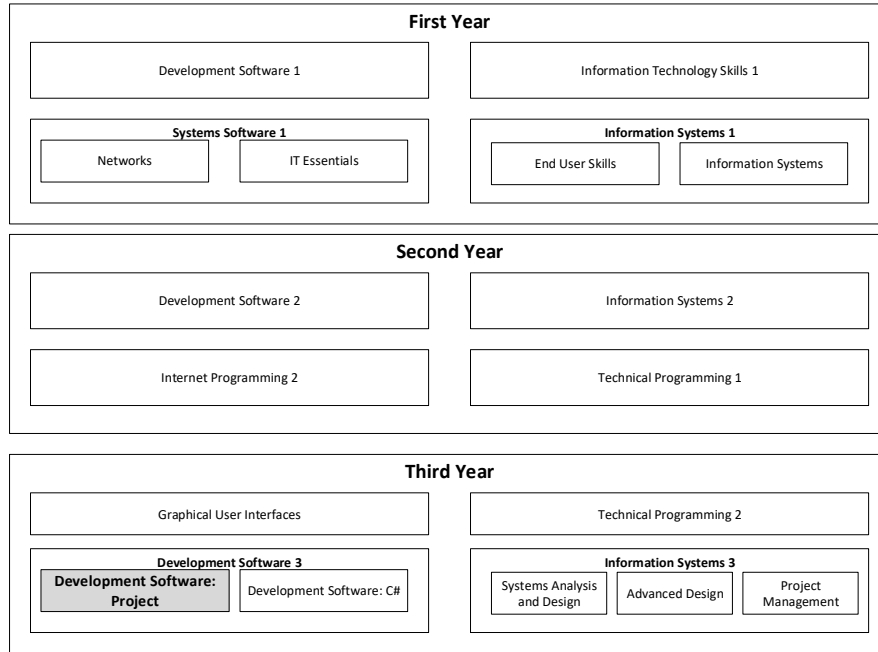 First Year
Development Software 1
Information Technology Skills 1
Systems Software 1
Networks
IT Essentials
Information Systems 1
End User Skills
Information Systems
Second Year
Development Software 2
Information Systems 2
Internet Programming 2
Technical Programming 1
Third Year
Graphical User Interfaces
Technical Programming 2
Development Software 3
Development Software:
Project
Development Software: C#
Information Systems 3
Systems Analysis
and Design
Advanced Design
Project
Management